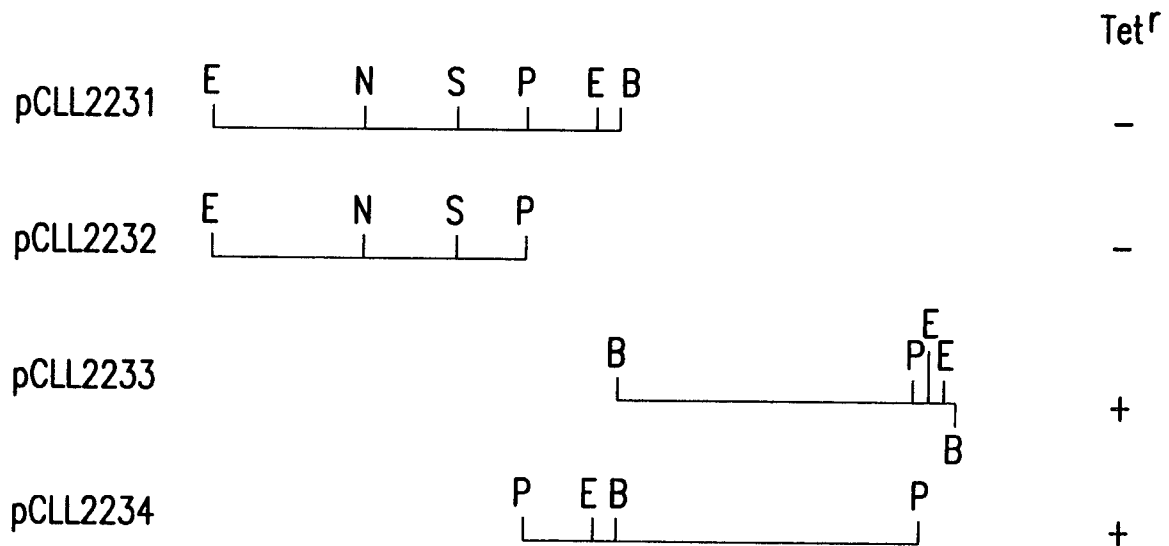 Tetʳ
E N S P E B
pCLL2231 −
E N S P
pCLL2232 −
E
B P E
pCLL2233 +
B
P E B P
pCLL2234 +